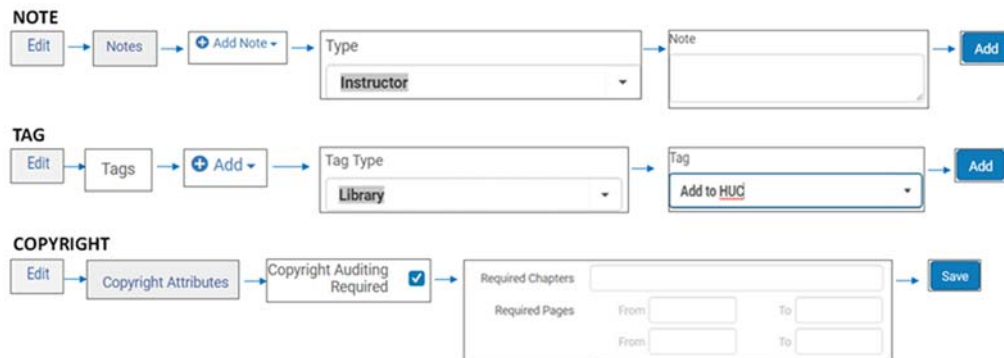 NOTE
Edit Notes Add Note Type Instructor Note Add
TAG
Edit Tags Add Tag Type Library Tag Add to HUC Add
COPYRIGHT
Edit Copyright Attributes Copyright Auditing Required Required Chapters Save
Required Pages From To
From To